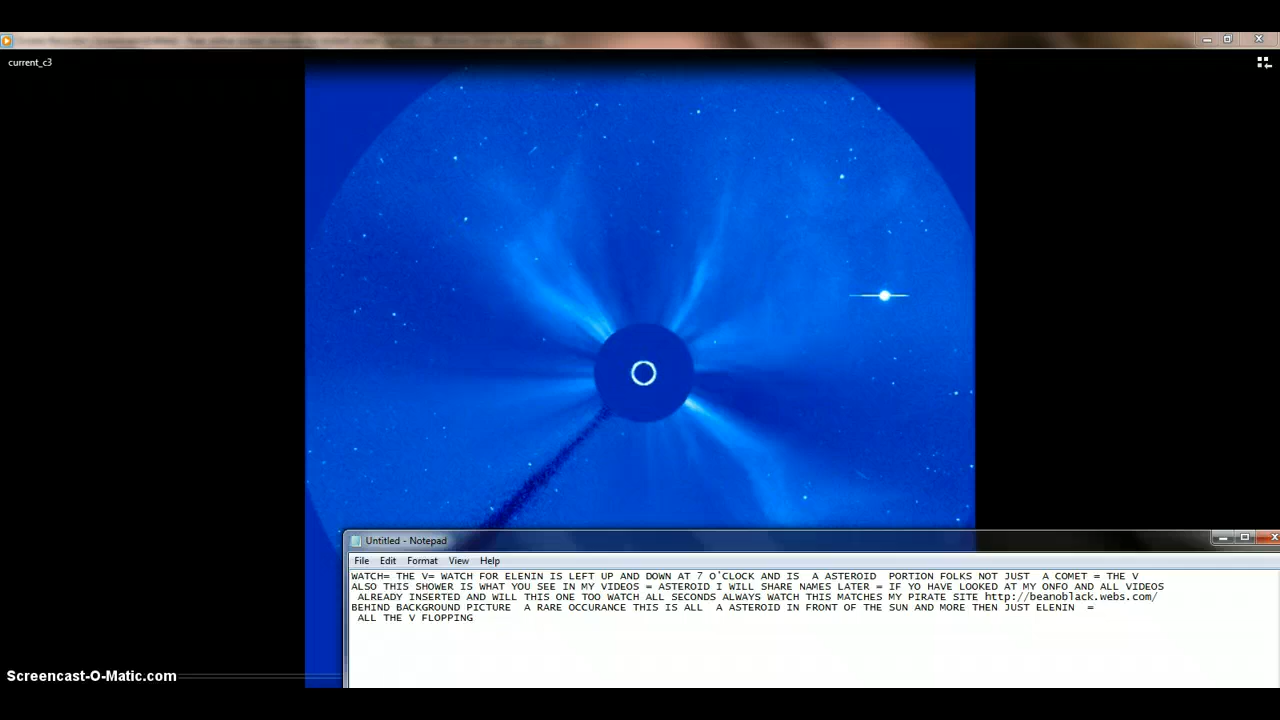 current_c3
Untitled - Notepad
File Edit Format View Help
WATCH= THE V= WATCH FOR ELENIN IS LEFT UP AND DOWN AT 7 O'CLOCK AND IS A ASTEROID PORTION FOLKS NOT JUST A COMET = THE V
ALSO THIS SHOWER IS WHAT YOU SEE IN MY VIDEOS = ASTEROID I WILL SHARE NAMES LATER = IF YO HAVE LOOKED AT MY ONFO AND ALL VIDEOS
ALREADY INSERTED AND WILL THIS ONE TOO WATCH ALL SECONDS ALWAYS WATCH THIS MATCHES MY PIRATE SITE http://beanoblack.webs.com/
BEHIND BACKGROUND PICTURE A RARE OCCURANCE THIS IS ALL A ASTEROID IN FRONT OF THE SUN AND MORE THEN JUST ELENIN =
ALL THE V FLOPPING
Screencast-O-Matic.com